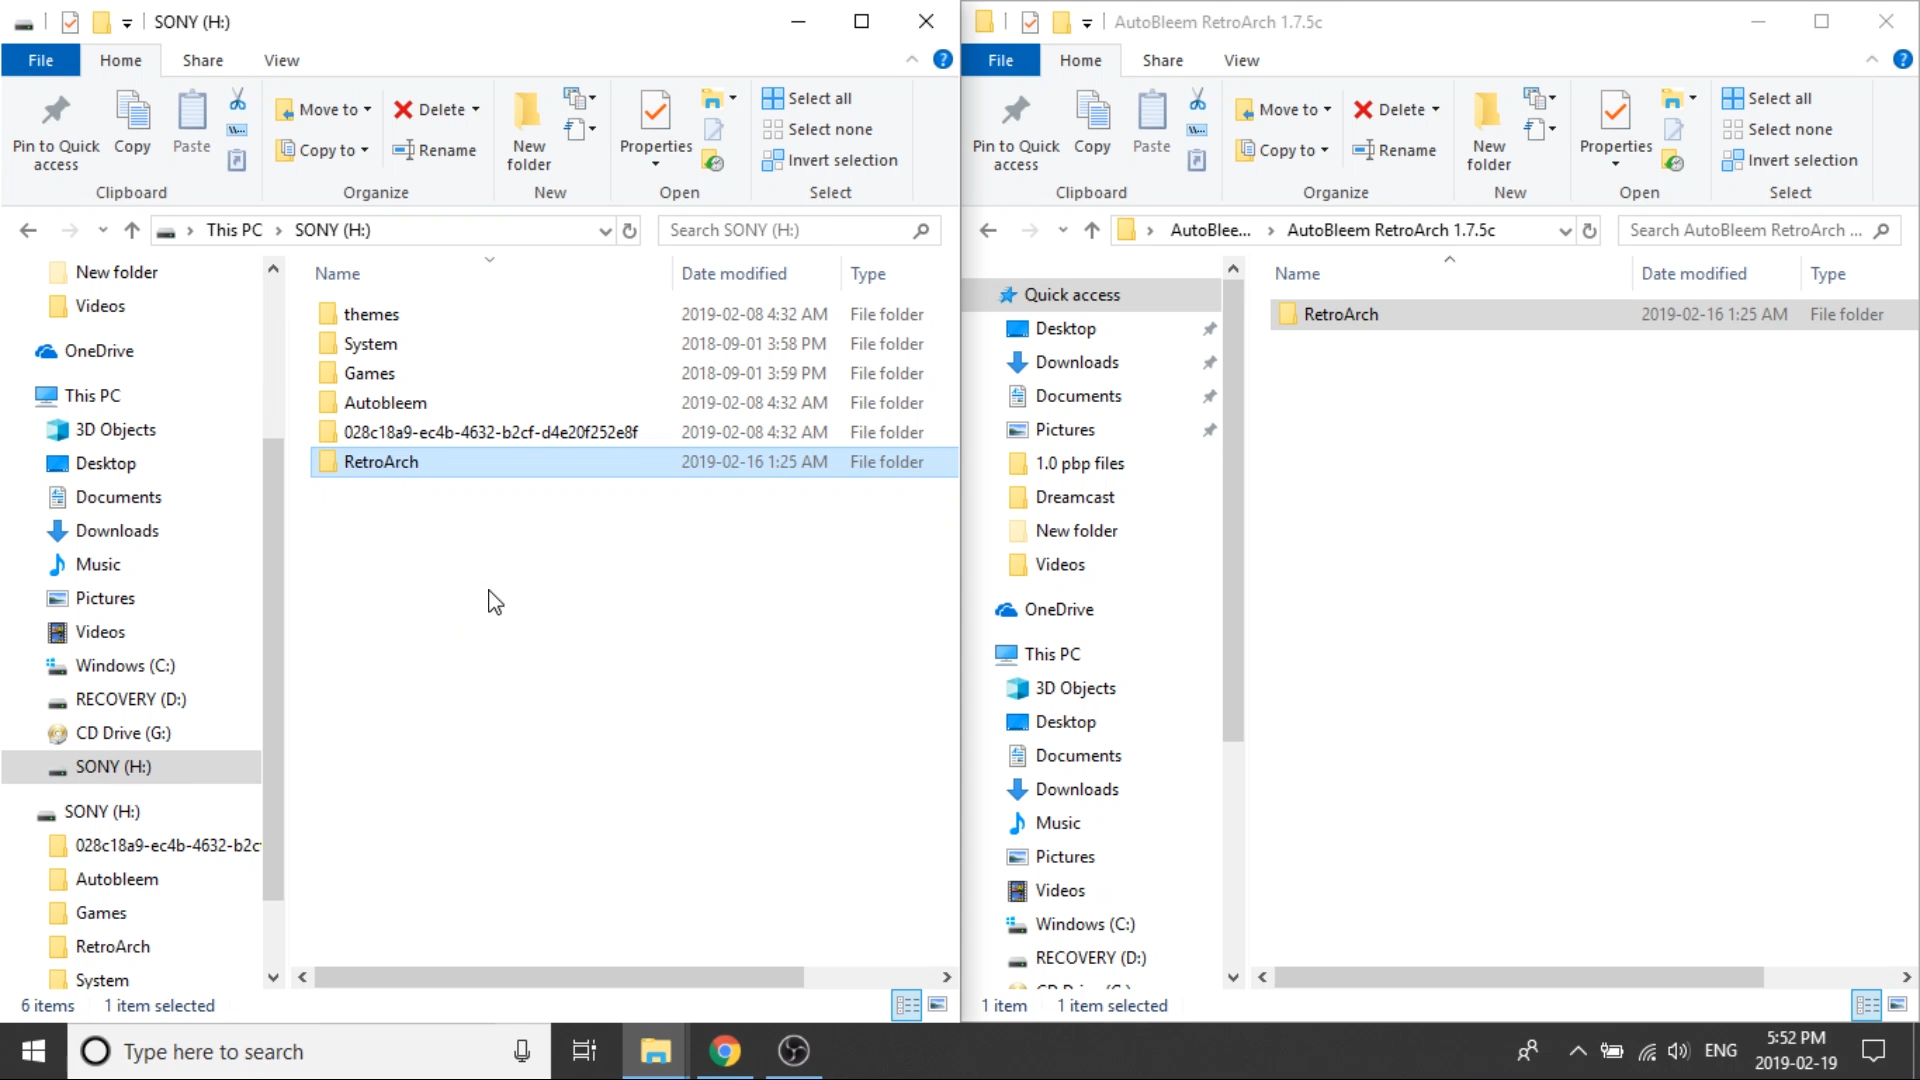 SONY (H:)
File
Home
Share
View
Pin to Quick access
Copy
Paste
Move to
Copy to
Delete
Rename
New folder
Properties
Select all
Select none
Invert selection
Clipboard
Organize
New
Open
Select
This PC > SONY (H:)
Search SONY (H:)
New folder
Videos
OneDrive
This PC
3D Objects
Desktop
Documents
Downloads
Music
Pictures
Videos
Windows (C:)
RECOVERY (D:)
CD Drive (G:)
SONY (H:)
SONY (H:)
028c18a9-ec4b-4632-b2c
Autobleem
Games
RetroArch
System
Name Date modified Type
themes 2019-02-08 4:32 AM File folder
System 2018-09-01 3:58 PM File folder
Games 2018-09-01 3:59 PM File folder
Autobleem 2019-02-08 4:32 AM File folder
028c18a9-ec4b-4632-b2cf-d4e20f252e8f 2019-02-08 4:32 AM File folder
RetroArch 2019-02-16 1:25 AM File folder
6 items 1 item selected
AutoBleem RetroArch 1.7.5c
File
Home
Share
View
Pin to Quick access
Copy
Paste
Move to
Copy to
Delete
Rename
New folder
Properties
Select all
Select none
Invert selection
Clipboard
Organize
New
Open
Select
AutoBlee... > AutoBleem RetroArch 1.7.5c
Search AutoBleem RetroArch ...
Quick access
Desktop
Downloads
Documents
Pictures
1.0 pbp files
Dreamcast
New folder
Videos
OneDrive
This PC
3D Objects
Desktop
Documents
Downloads
Music
Pictures
Videos
Windows (C:)
RECOVERY (D:)
Name Date modified Type
RetroArch 2019-02-16 1:25 AM File folder
1 item 1 item selected
Type here to search
ENG
5:52 PM
2019-02-19